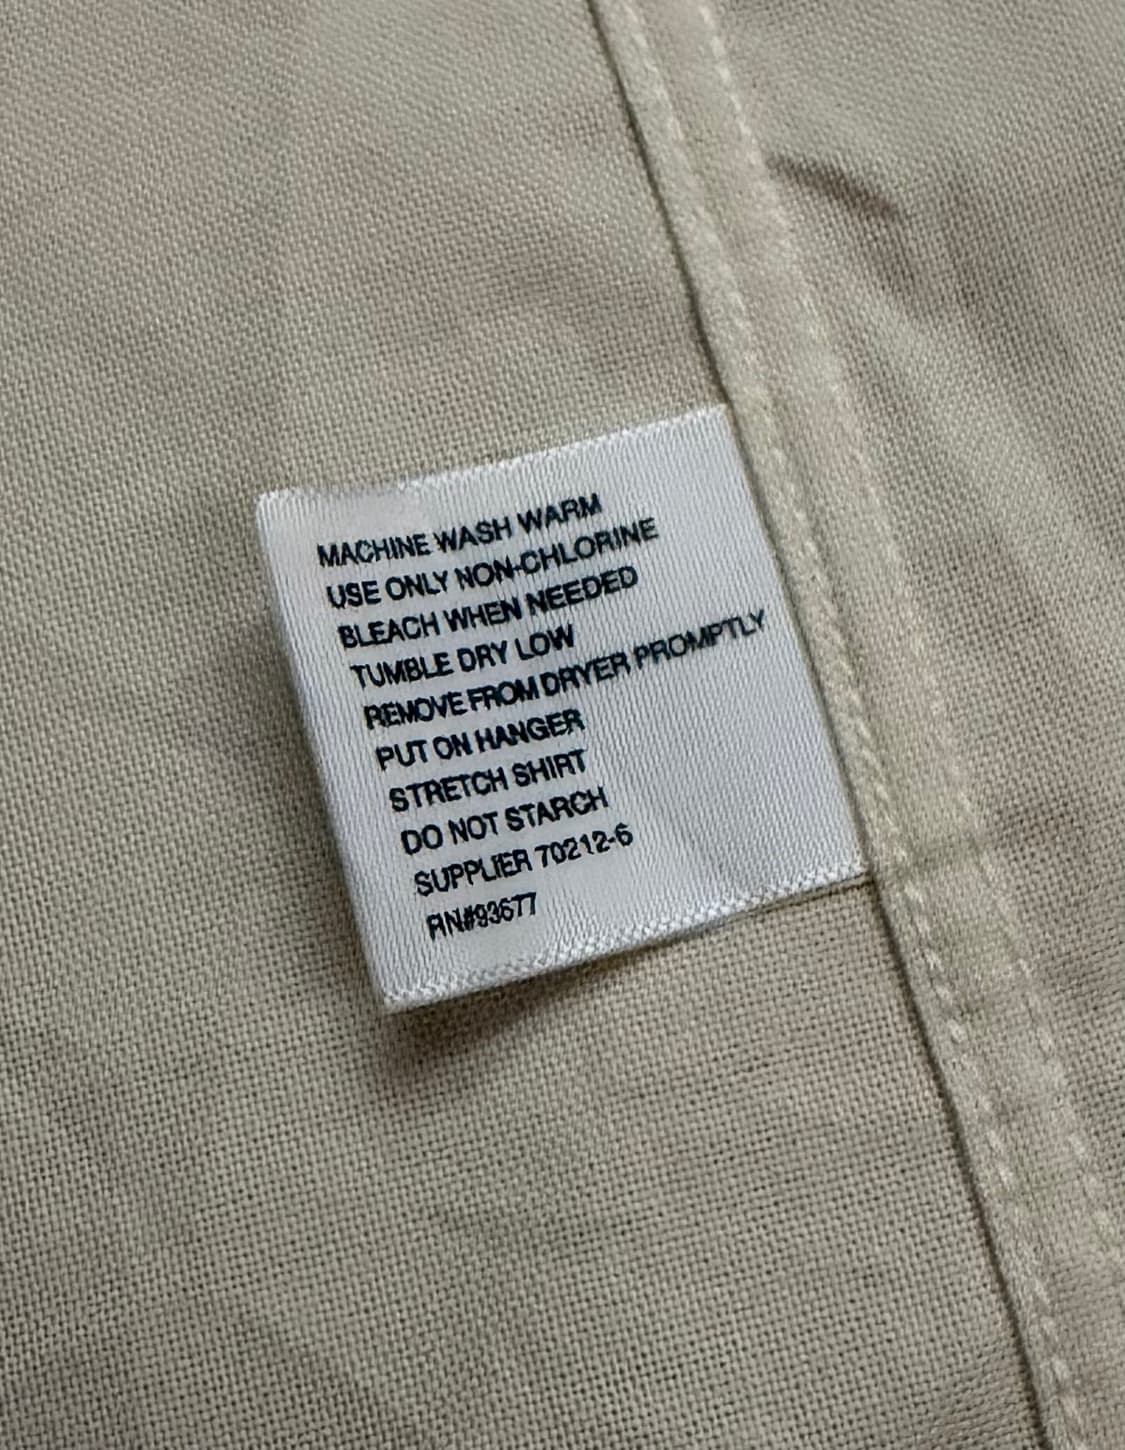 MACHINE WASH WARM
USE ONLY NON-CHLORINE
BLEACH WHEN NEEDED
TUMBLE DRY LOW
REMOVE FROM DRYER PROMPTLY
PUT ON HANGER
STRETCH SHIRT
DO NOT STARCH
SUPPLIER 70212-6
RN#93677